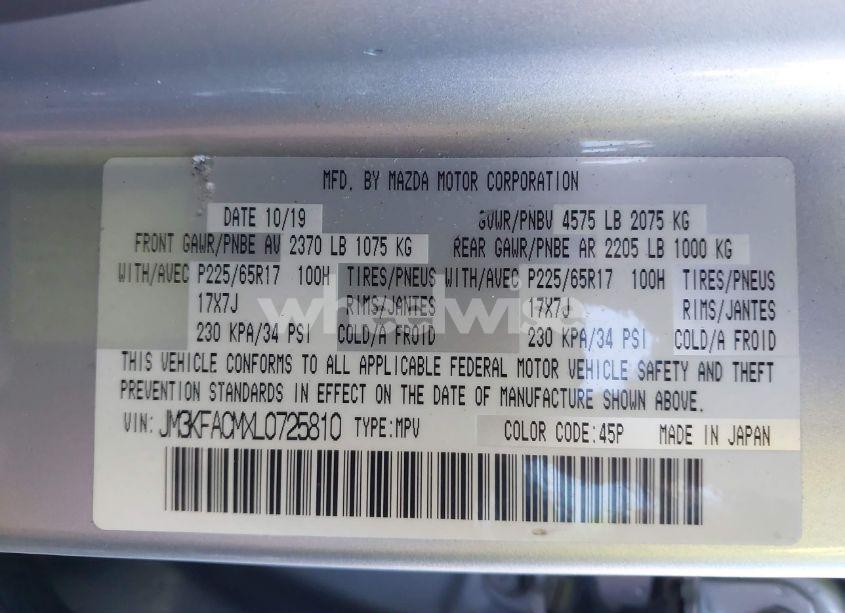 MFD. BY MAZDA MOTOR CORPORATION
DATE 10/19 GVWR/PNBV 4575 LB 2075 KG
FRONT GAWR/PNBE AV 2370 LB 1075 KG REAR GAWR/PNBE AR 2205 LB 1000 KG
WITH/AVEC P225/65R17 100H TIRES/PNEUS WITH/AVEC P225/65R17 100H TIRES/PNEUS
17X7J RIMS/JANTES 17X7J RIMS/JANTES
wheelwise
230 KPA/34 PSI COLD/A FROID 230 KPA/34 PSI COLD/A FROID
THIS VEHICLE CONFORMS TO ALL APPLICABLE FEDERAL MOTOR VEHICLE SAFETY AND THEFT
PREVENTION STANDARDS IN EFFECT ON THE DATE OF MANUFACTURE SHOWN ABOVE.
VIN: JM3KFACMXL0725810 TYPE:MPV COLOR CODE:45P MADE IN JAPAN